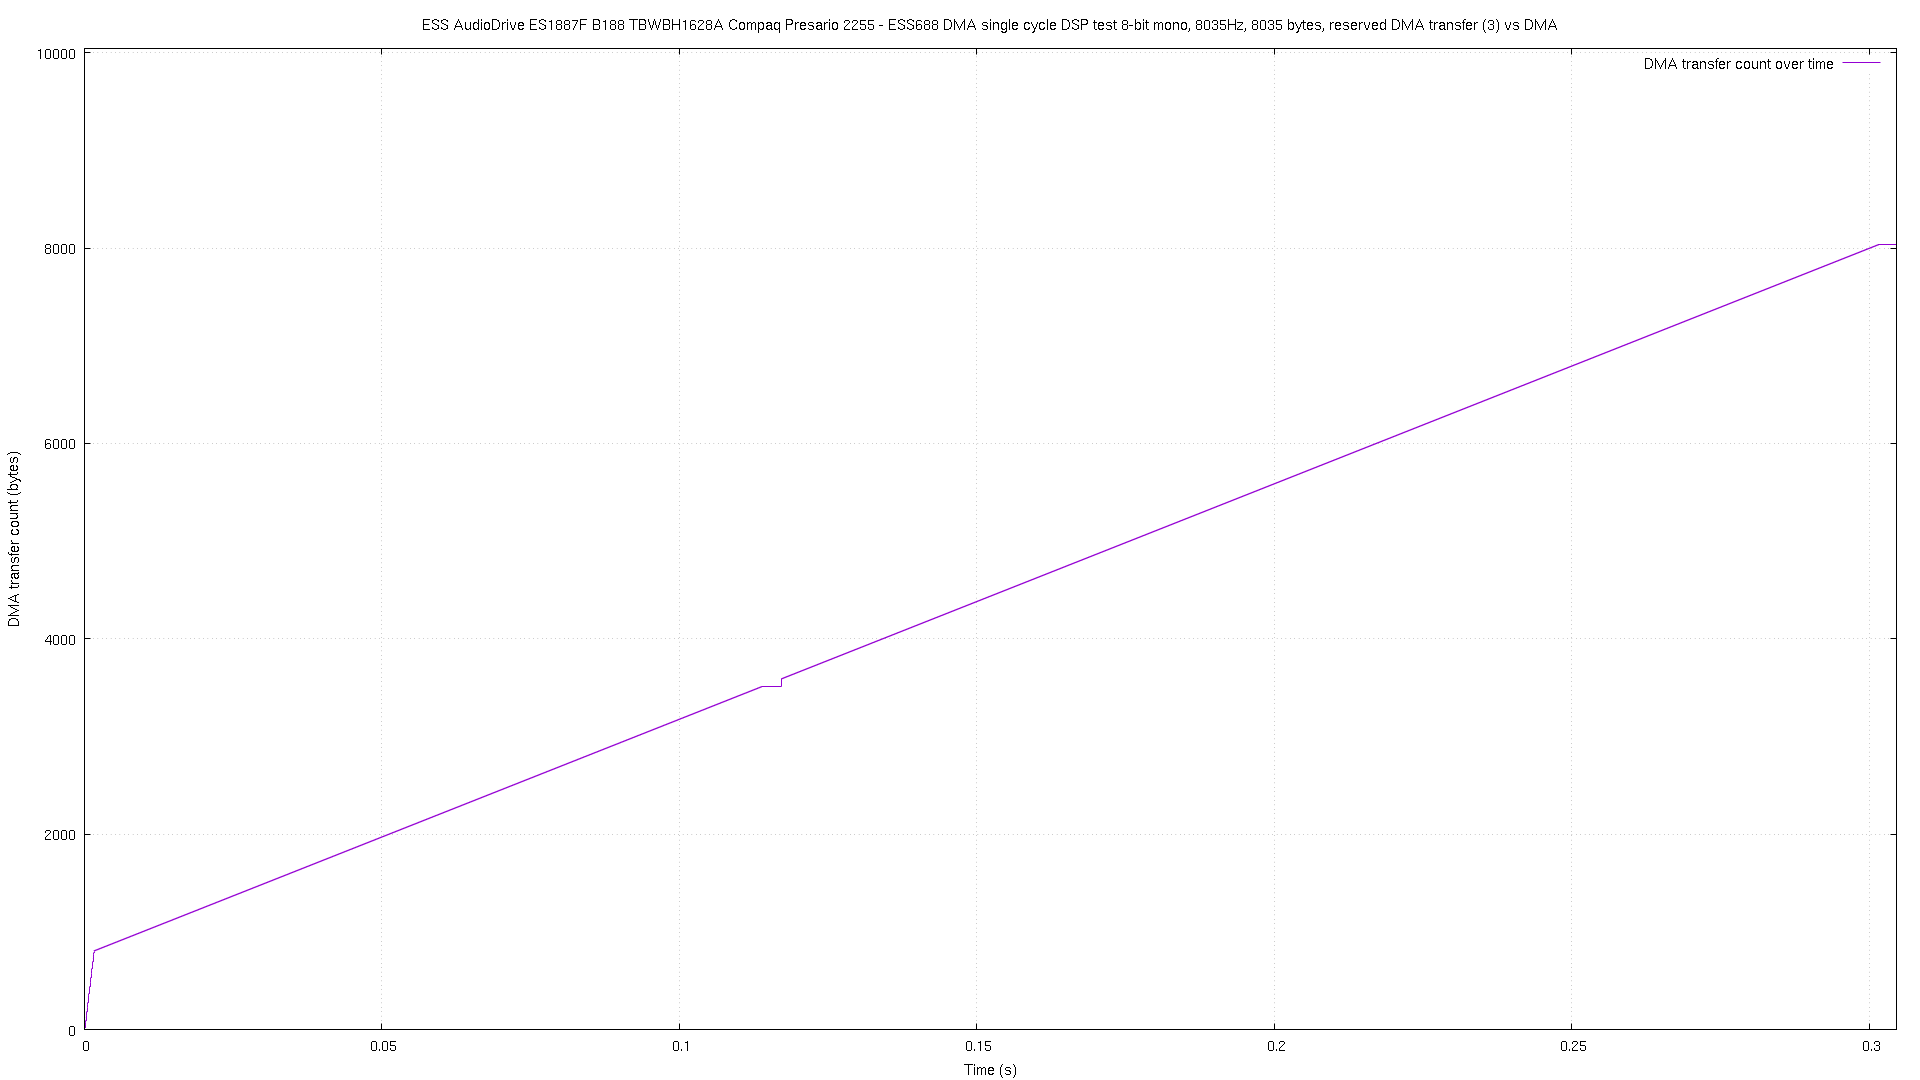 ESS AudioDrive ES1887F B188 TBWBH1628A Compaq Presario 2255 - ESS688 DMA single cycle DSP test 8-bit mono, 8035Hz, 8035 bytes, reserved DMA transfer (3) vs DMA
DMA transfer count over time
10000
8000
6000
4000
2000
0
DMA transfer count (bytes)
0 0.05 0.1 0.15 0.2 0.25 0.3
Time (s)